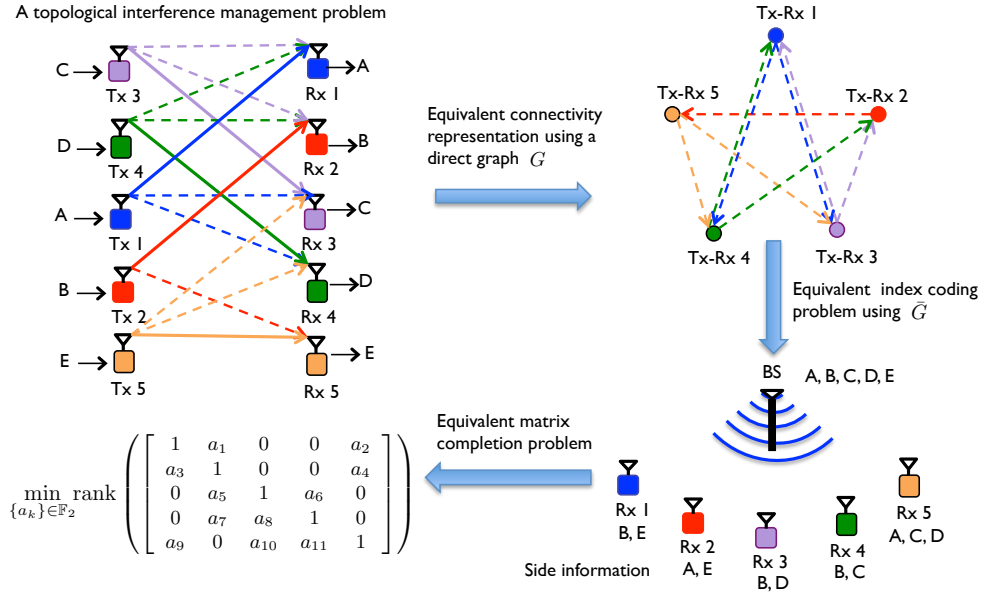 A topological interference management problem
C
Tx 3
Rx 1
A
D
Tx 4
Rx 2
B
A
Tx 1
Rx 3
C
B
Tx 2
Rx 4
D
E
Tx 5
Rx 5
E
Equivalent connectivity
representation using a
direct graph G
Tx-Rx 1
Tx-Rx 5
Tx-Rx 2
Tx-Rx 4
Tx-Rx 3
Equivalent index coding
problem using Ḡ
BS
A, B, C, D, E
Rx 1
B, E
Rx 2
A, E
Rx 3
B, D
Rx 4
B, C
Rx 5
A, C, D
Side information
Equivalent matrix
completion problem
min rank
{a_k}∈𝔽_2
1 a_1 0 0 a_2
a_3 1 0 0 a_4
0 a_5 1 a_6 0
0 a_7 a_8 1 0
a_9 0 a_10 a_11 1